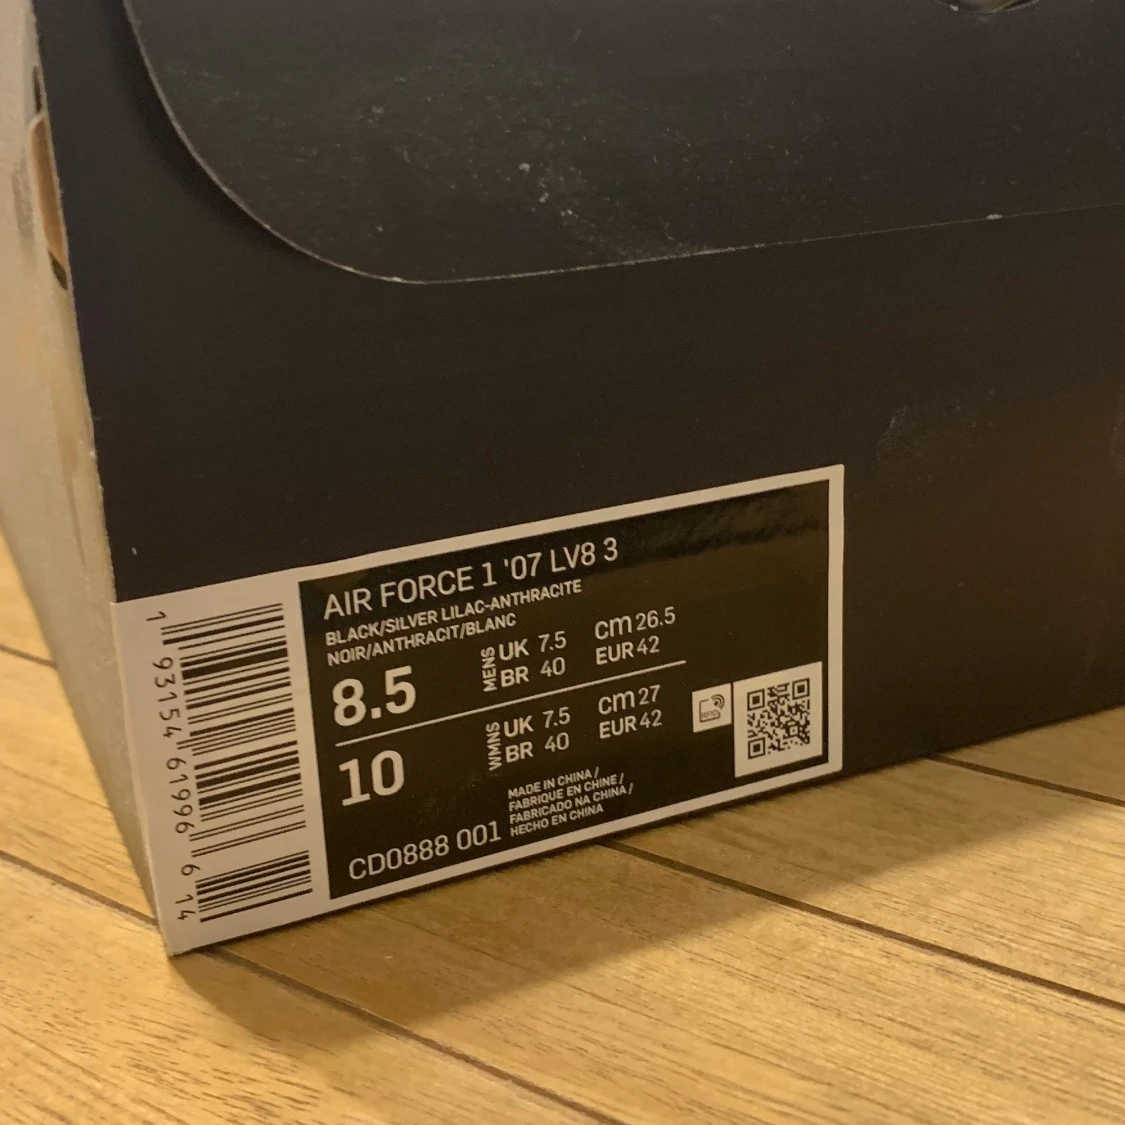 AIR FORCE 1 '07 LV8 3
BLACK/SILVER LILAC-ANTHRACITE
NOIR/ANTHRACIT/BLANC
8.5 MENS UK 7.5 cm 26.5
BR 40 EUR 42
10 WMNS UK 7.5 cm 27
BR 40 EUR 42
RFID
CD0888 001
MADE IN CHINA /
FABRIQUE EN CHINE /
FABRICADO NA CHINA /
HECHO EN CHINA
1 93154 61996 6 14